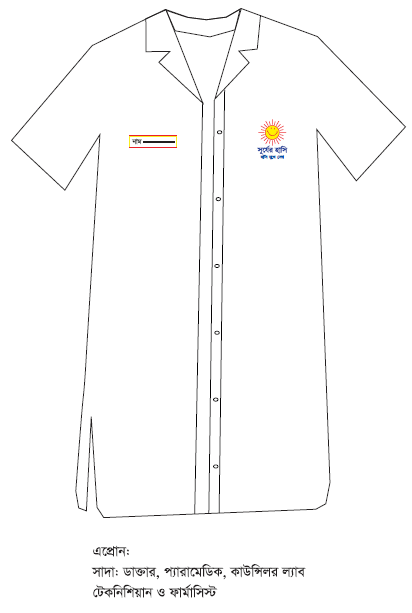 নাম
সূর্যের হাসি
এপ্রোন:
সাদা: ডাক্তার, প্যারামেডিক, কাউন্সিলর ল্যাব
টেকনিশিয়ান ও ফার্মাসিস্ট